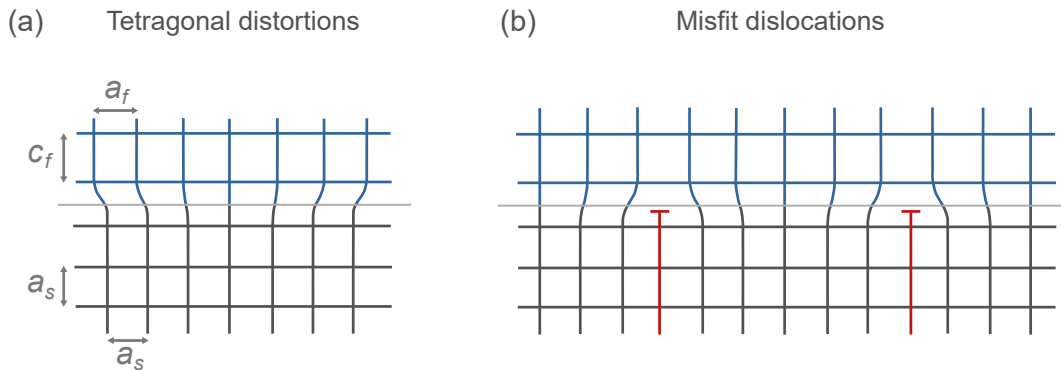 (a) Tetragonal distortions
(b) Misfit dislocations
a_f
c_f
a_s
a_s